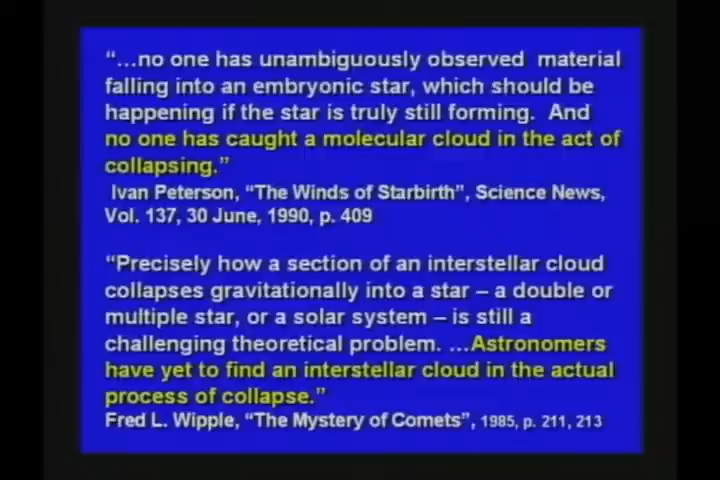 “...no one has unambiguously observed material
falling into an embryonic star, which should be
happening if the star is truly still forming. And
no one has caught a molecular cloud in the act of
collapsing.”
Ivan Peterson, “The Winds of Starbirth”, Science News,
Vol. 137, 30 June, 1990, p. 409
“Precisely how a section of an interstellar cloud
collapses gravitationally into a star – a double or
multiple star, or a solar system – is still a
challenging theoretical problem. ...Astronomers
have yet to find an interstellar cloud in the actual
process of collapse.”
Fred L. Wipple, “The Mystery of Comets”, 1985, p. 211, 213